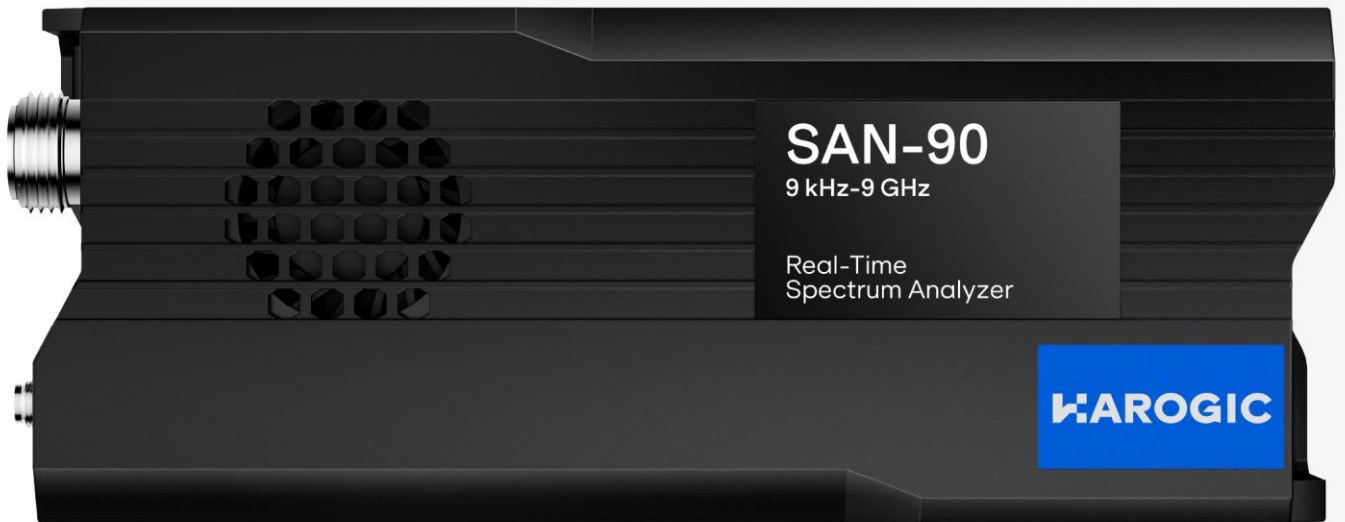 SAN-90
9 kHz-9 GHz
Real-Time
Spectrum Analyzer
HAROGIC